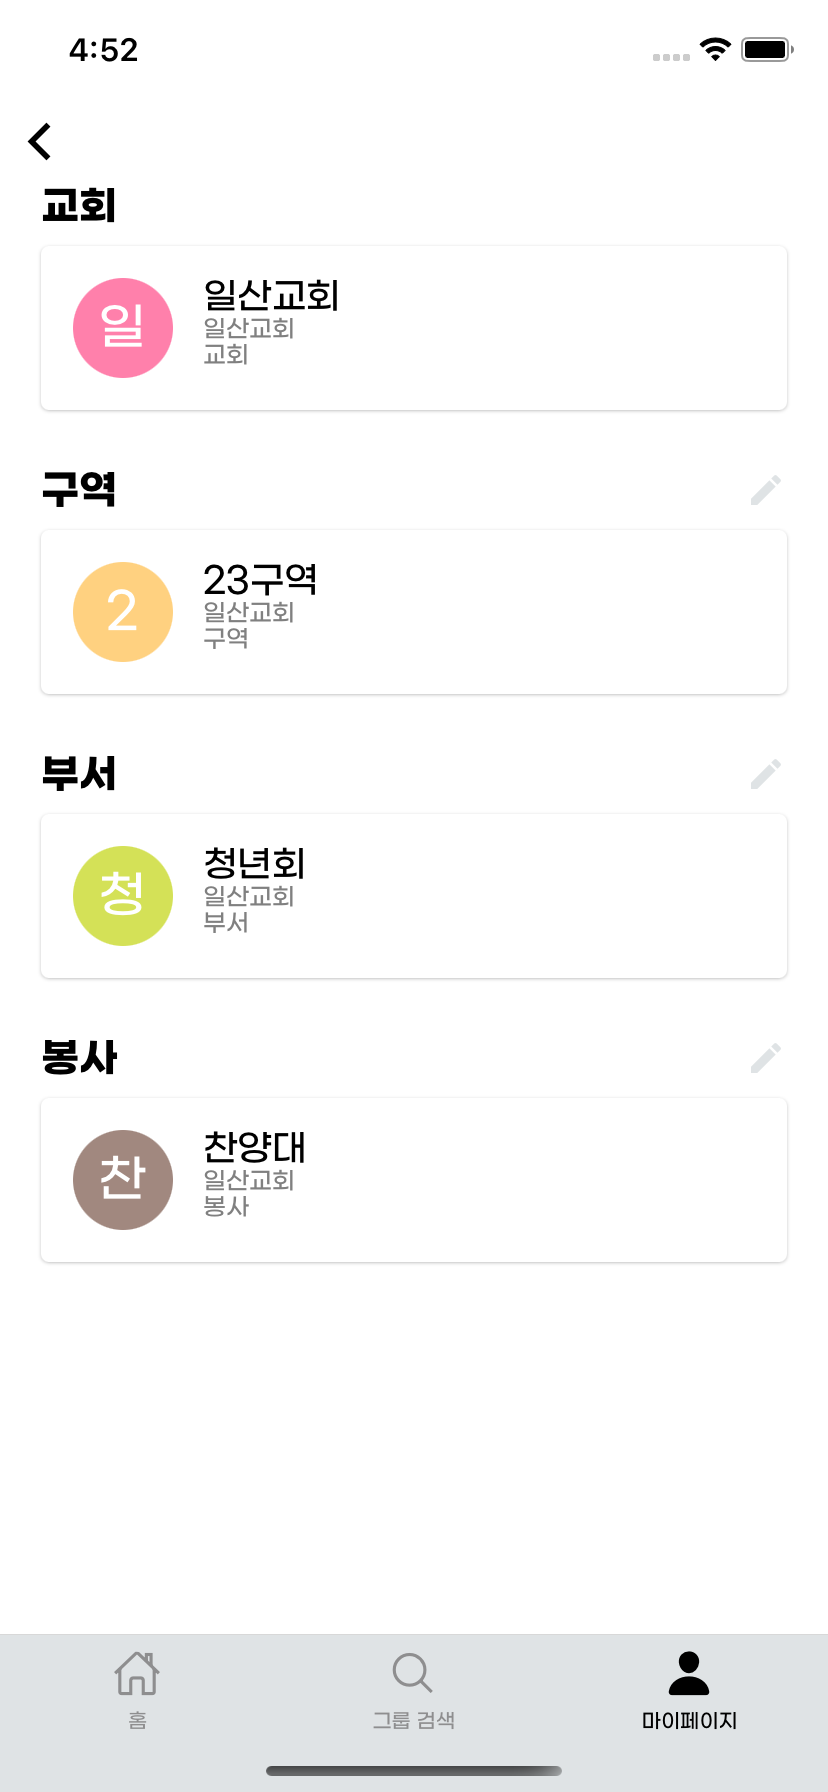 4:52
교회
일
일산교회
일산교회
교회
구역
2
23구역
일산교회
구역
부서
청
청년회
일산교회
부서
봉사
찬
찬양대
일산교회
봉사
홈
그룹 검색
마이페이지